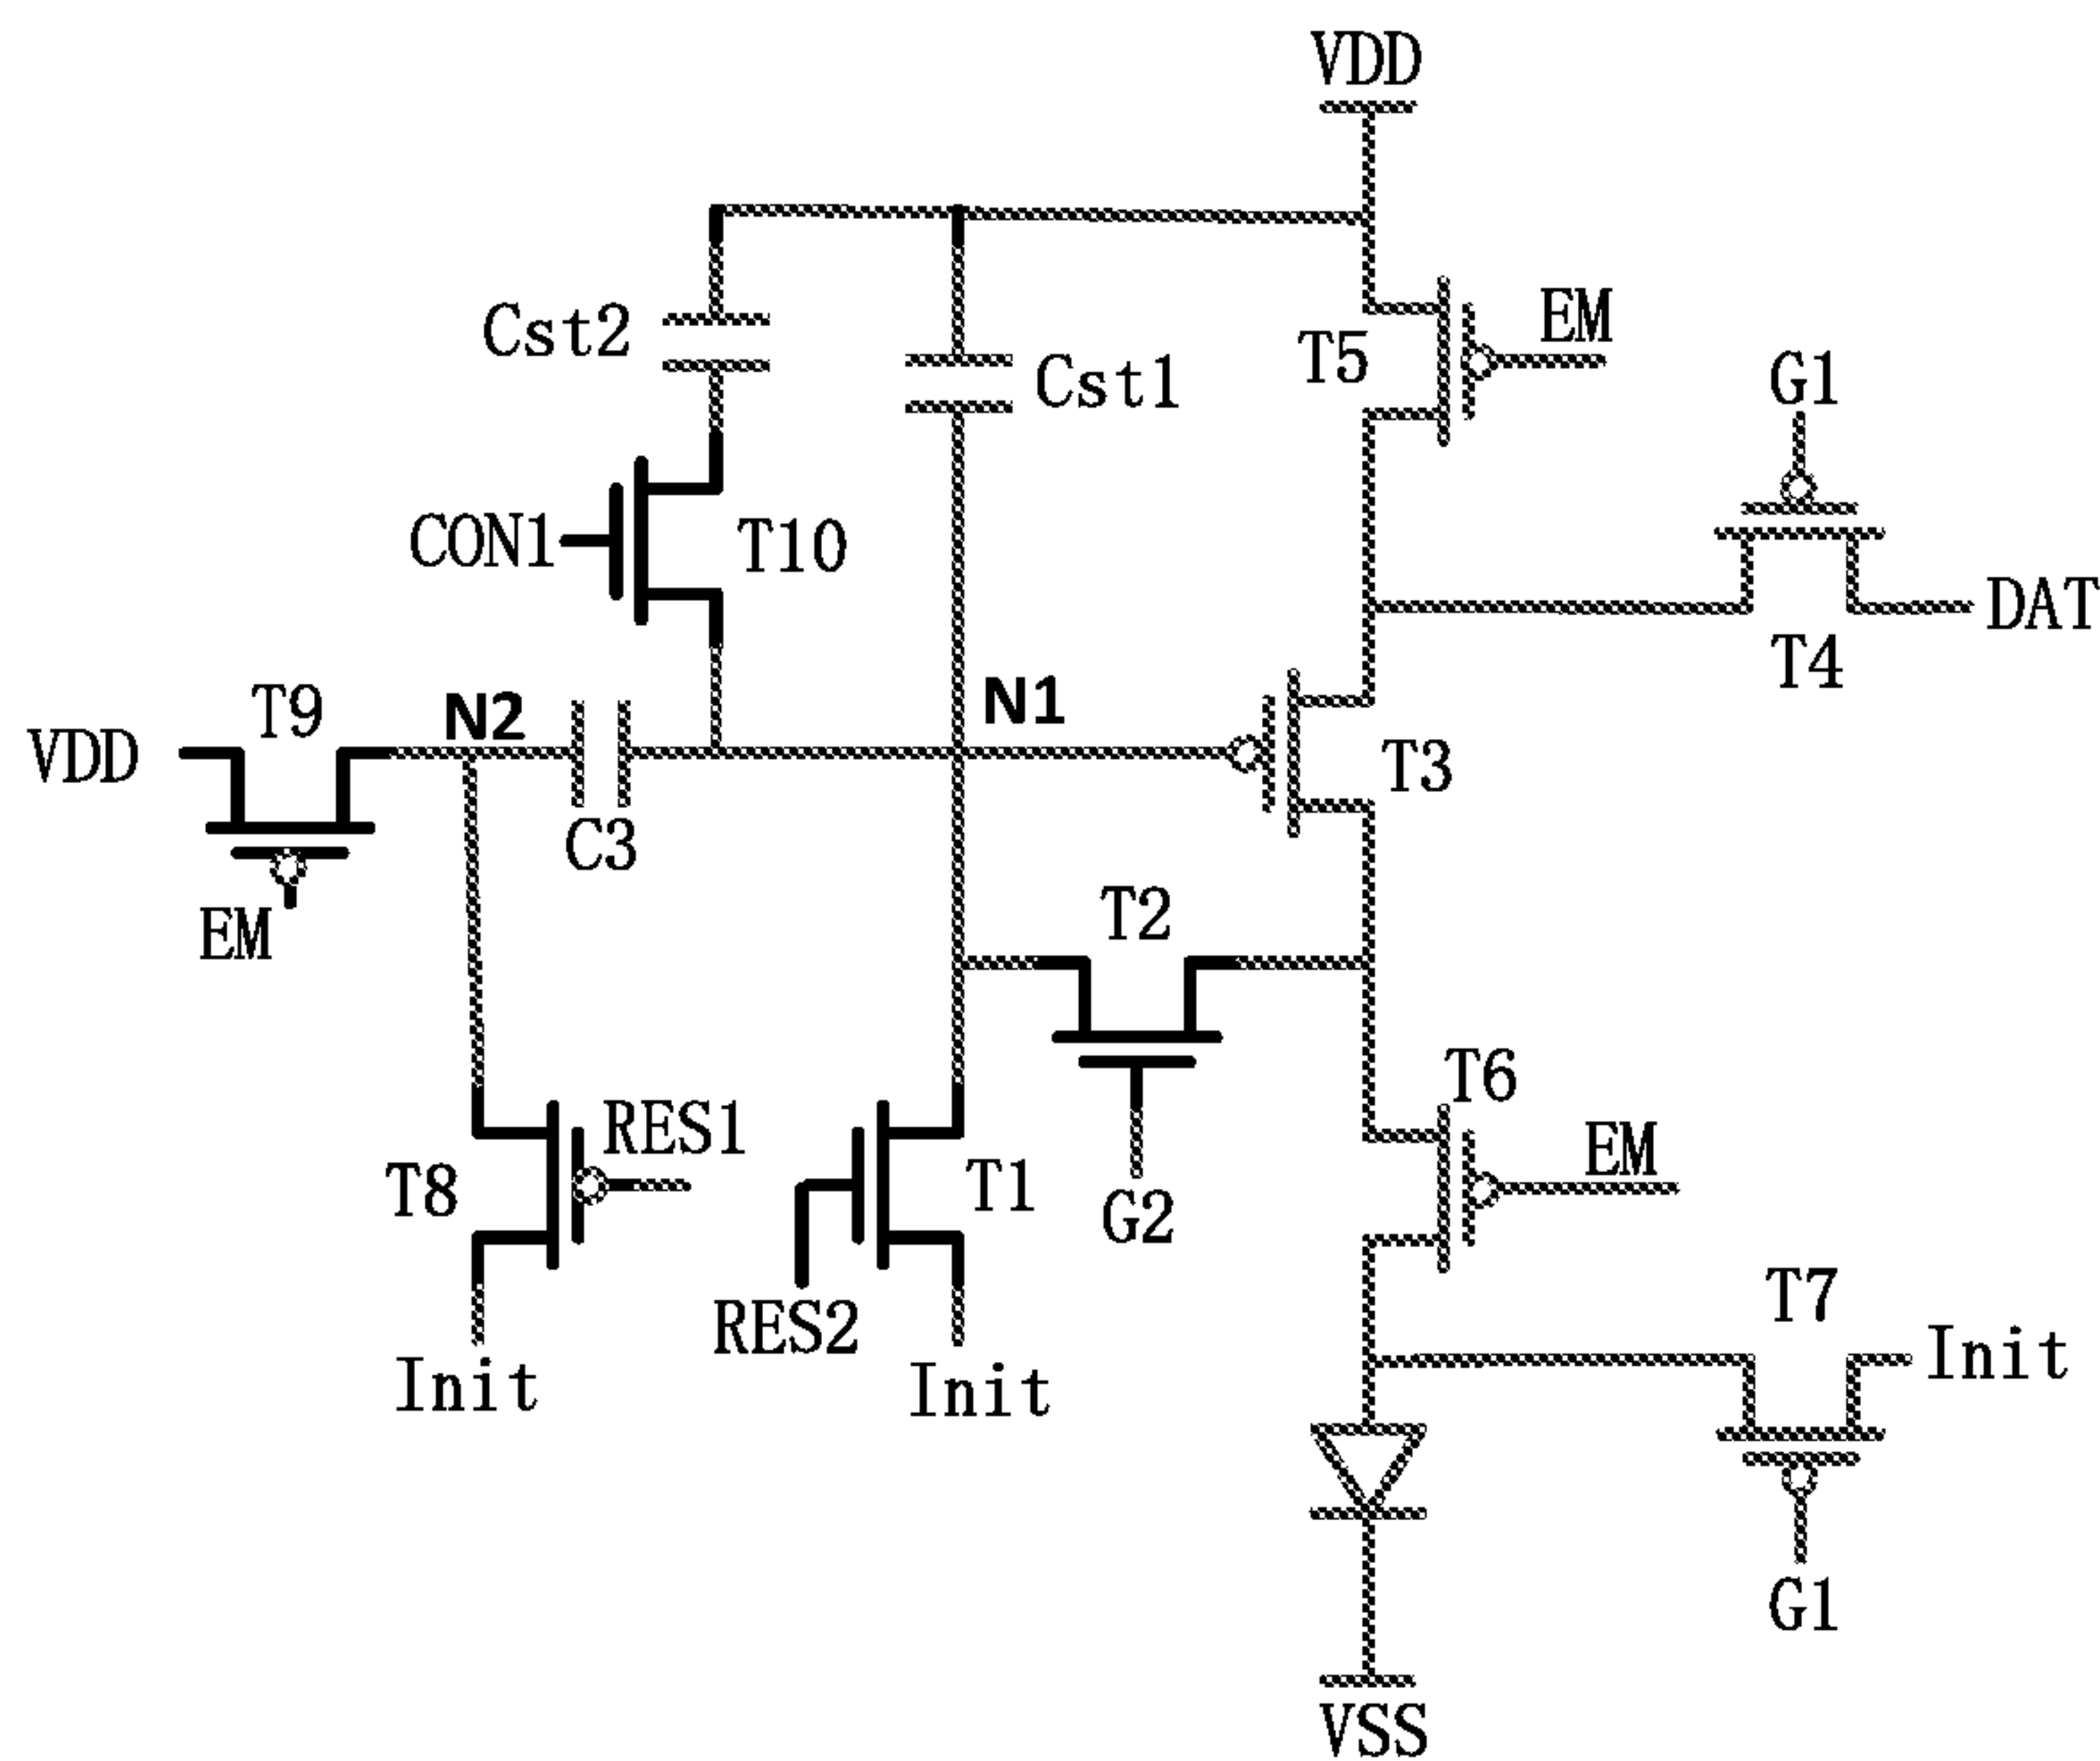 VDD
Cst2
Cst1
T5
EM
G1
CON1
T10
DAT
T4
T9
N2
N1
VDD
T3
C3
EM
T2
T6
RES1
EM
T8
T1
G2
RES2
T7
Init
Init
Init
G1
VSS